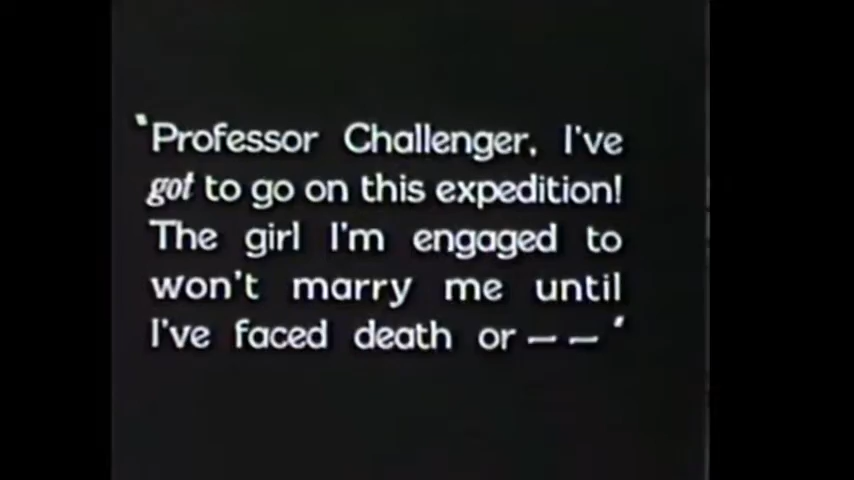 'Professor Challenger, I've
got to go on this expedition!
The girl I'm engaged to
won't marry me until
I've faced death or — — '